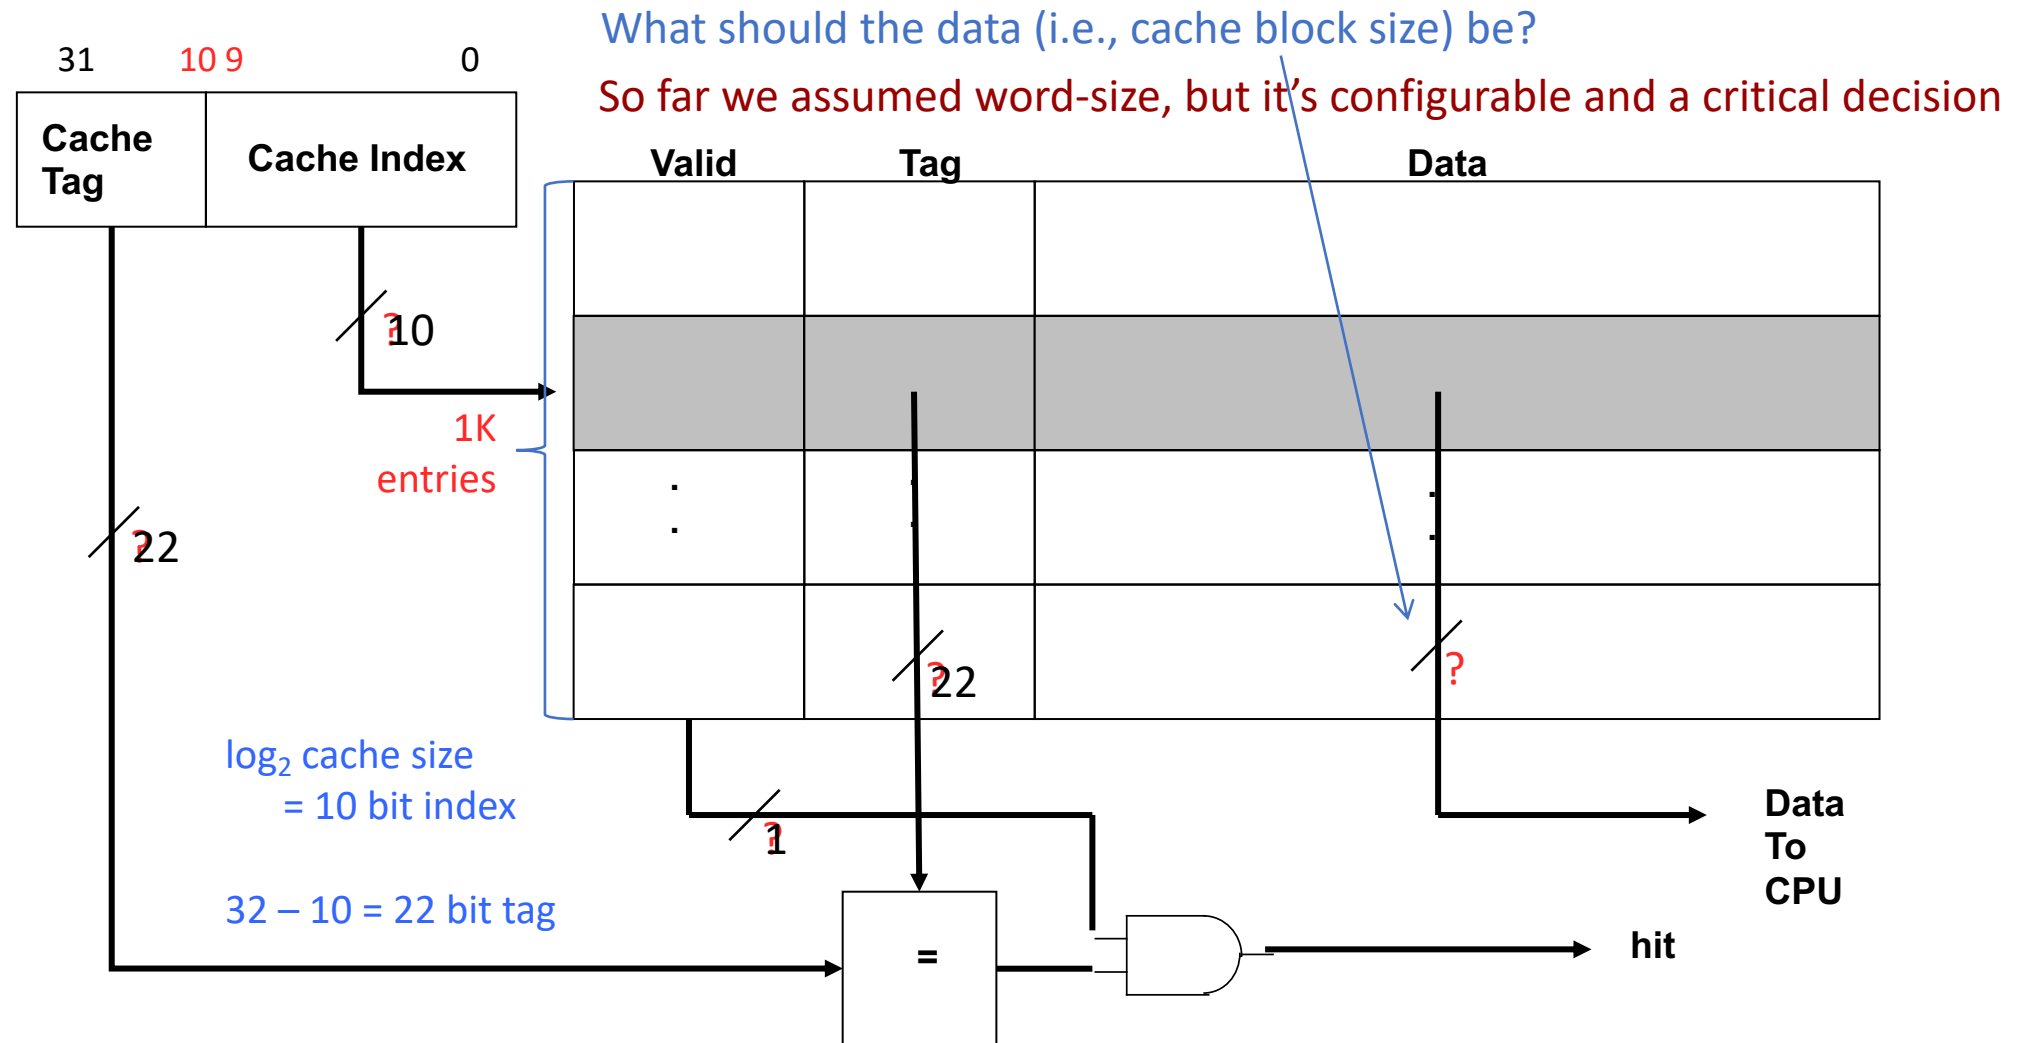 What should the data (i.e., cache block size) be?
So far we assumed word-size, but it's configurable and a critical decision
31 10 9 0
Cache
Tag
Cache Index
Valid Tag Data
?
10
1K
entries
. . .
. . .
?
22
?
22
?
log2 cache size
= 10 bit index
32 – 10 = 22 bit tag
?
1
Data
To
CPU
=
hit